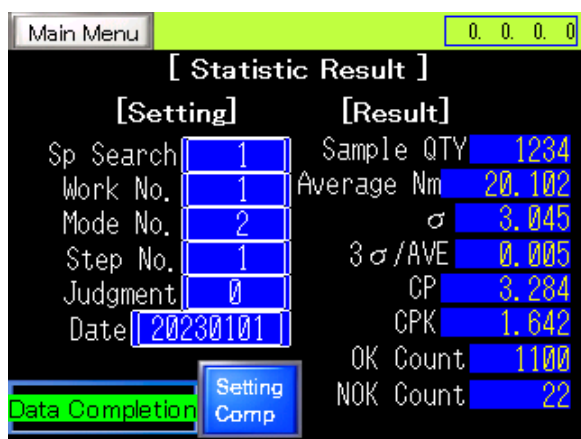 Main Menu
0. 0. 0. 0
[ Statistic Result ]
[Setting]
Sp Search 1
Work No. 1
Mode No. 2
Step No. 1
Judgment 0
Date 20230101
[Result]
Sample QTY 1234
Average Nm 20.102
σ 3.045
3σ/AVE 0.005
CP 3.284
CPK 1.642
OK Count 1100
NOK Count 22
Data Completion
Setting
Comp